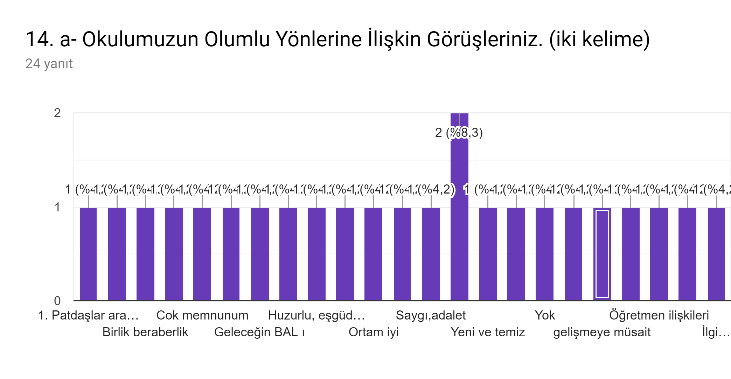 14. a- Okulumuzun Olumlu Yönlerine İlişkin Görüşleriniz. (iki kelime)
24 yanıt
2
2 (%8,3)
1
0
1. Patdaşlar ara…
Cok memnunum
Huzurlu, eşgüd…
Saygı,adalet
Yok
Öğretmen ilişkileri
Birlik beraberlik
Geleceğin BAL ı
Ortam iyi
Yeni ve temiz
gelişmeye müsait
İlgi…